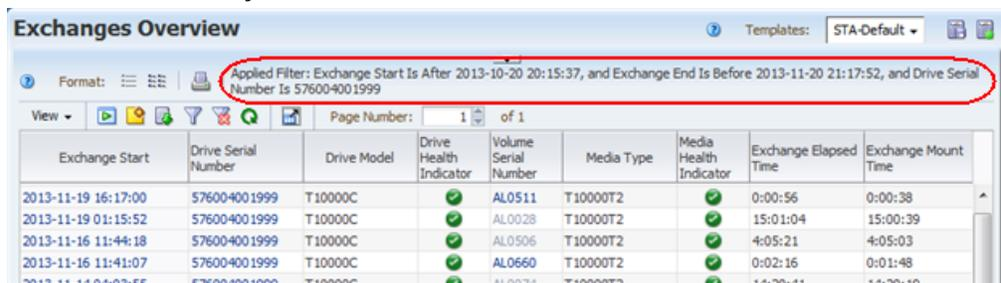 Exchanges Overview
Templates: STA-Default
Format:
Applied Filter: Exchange Start Is After 2013-10-20 20:15:37, and Exchange End Is Before 2013-11-20 21:17:52, and Drive Serial
Number Is 576004001999
View
Page Number: 1 of 1
Exchange Start Drive Serial Number Drive Model Drive Health Indicator Volume Serial Number Media Type Media Health Indicator Exchange Elapsed Time Exchange Mount Time
2013-11-19 16:17:00 576004001999 T10000C AL0511 T10000T2 0:00:56 0:00:38
2013-11-19 01:15:52 576004001999 T10000C AL0028 T10000T2 15:01:04 15:00:39
2013-11-16 11:44:18 576004001999 T10000C AL0506 T10000T2 4:05:21 4:05:03
2013-11-16 11:41:07 576004001999 T10000C AL0660 T10000T2 0:02:16 0:01:48